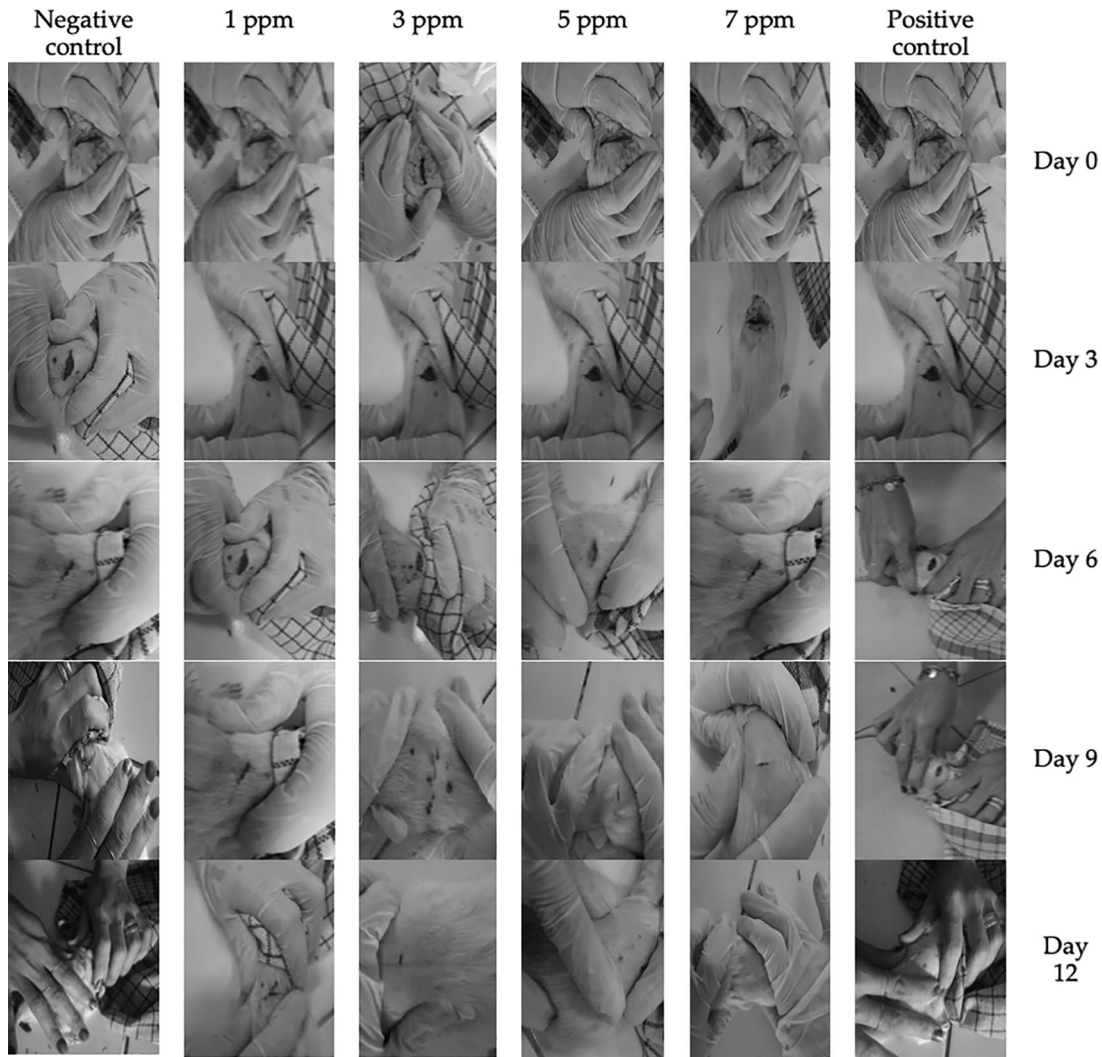 Negative
control
1 ppm
3 ppm
5 ppm
7 ppm
Positive
control
Day 0
Day 3
Day 6
Day 9
Day
12